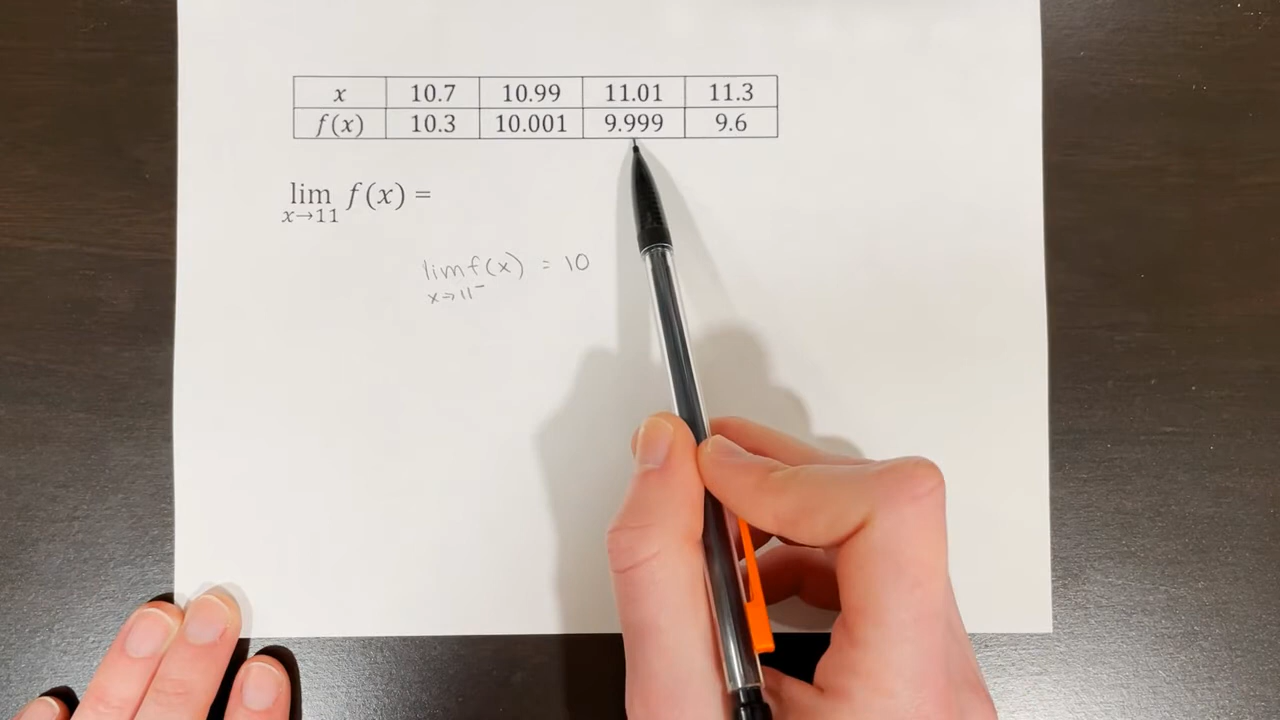 x 10.7 10.99 11.01 11.3
f(x) 10.3 10.001 9.999 9.6
lim f(x) =
x→11
lim f(x) = 10
x→11⁻